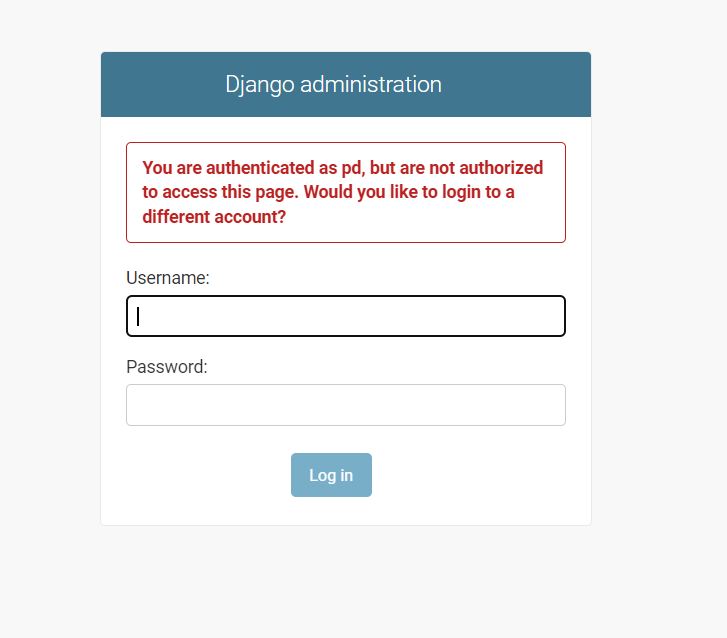 Django administration
You are authenticated as pd, but are not authorized
to access this page. Would you like to login to a
different account?
Username:
Password:
Log in